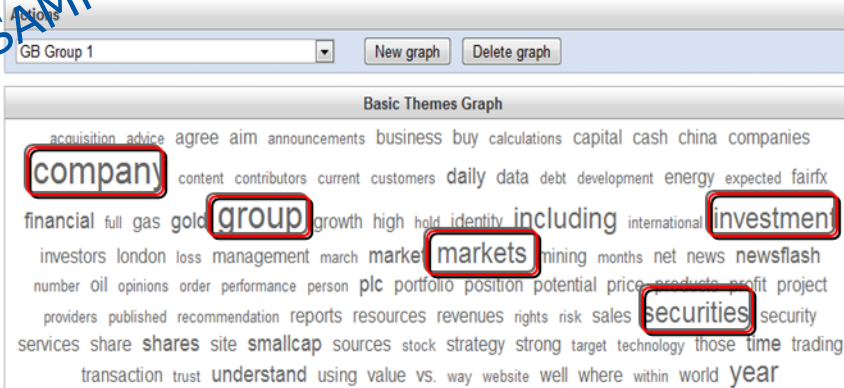 SAMP
Actions
GB Group 1 New graph Delete graph
Basic Themes Graph
acquisition advice agree aim announcements business buy calculations capital cash china companies
company content contributors current customers daily data debt development energy expected fairfx
financial full gas gold group growth high hold identity including international investment
investors london loss management march market markets mining months net news newsflash
number oil opinions order performance person plc portfolio position potential price products profit project
providers published recommendation reports resources revenues rights risk sales securities security
services share shares site smallcap sources stock strategy strong target technology those time trading
transaction trust understand using value vs. way website well where within world year